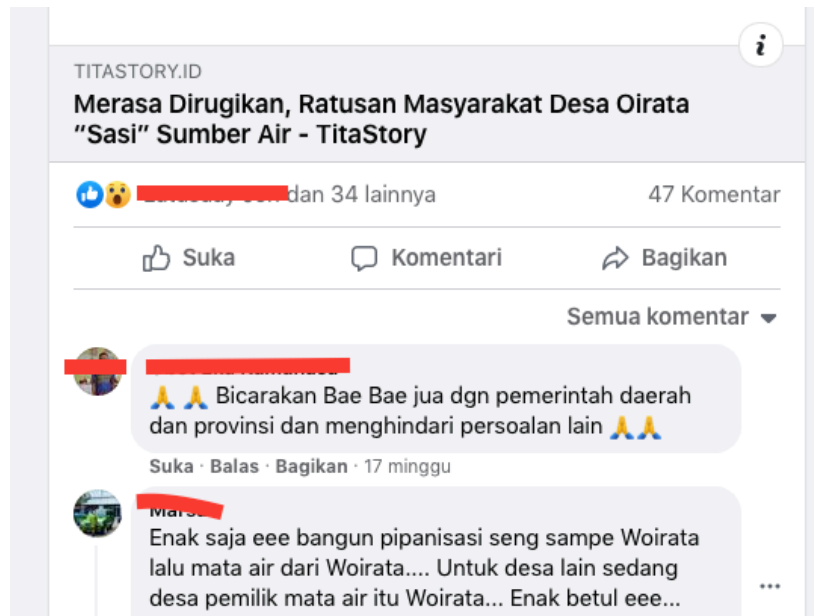 TITASTORY.ID
Merasa Dirugikan, Ratusan Masyarakat Desa Oirata
“Sasi” Sumber Air - TitaStory
dan 34 lainnya
47 Komentar
Suka
Komentari
Bagikan
Semua komentar
🙏 🙏 Bicarakan Bae Bae jua dgn pemerintah daerah
dan provinsi dan menghindari persoalan lain 🙏🙏
Suka · Balas · Bagikan · 17 minggu
Enak saja eee bangun pipanisasi seng sampe Woirata
lalu mata air dari Woirata.... Untuk desa lain sedang
desa pemilik mata air itu Woirata... Enak betul eee...